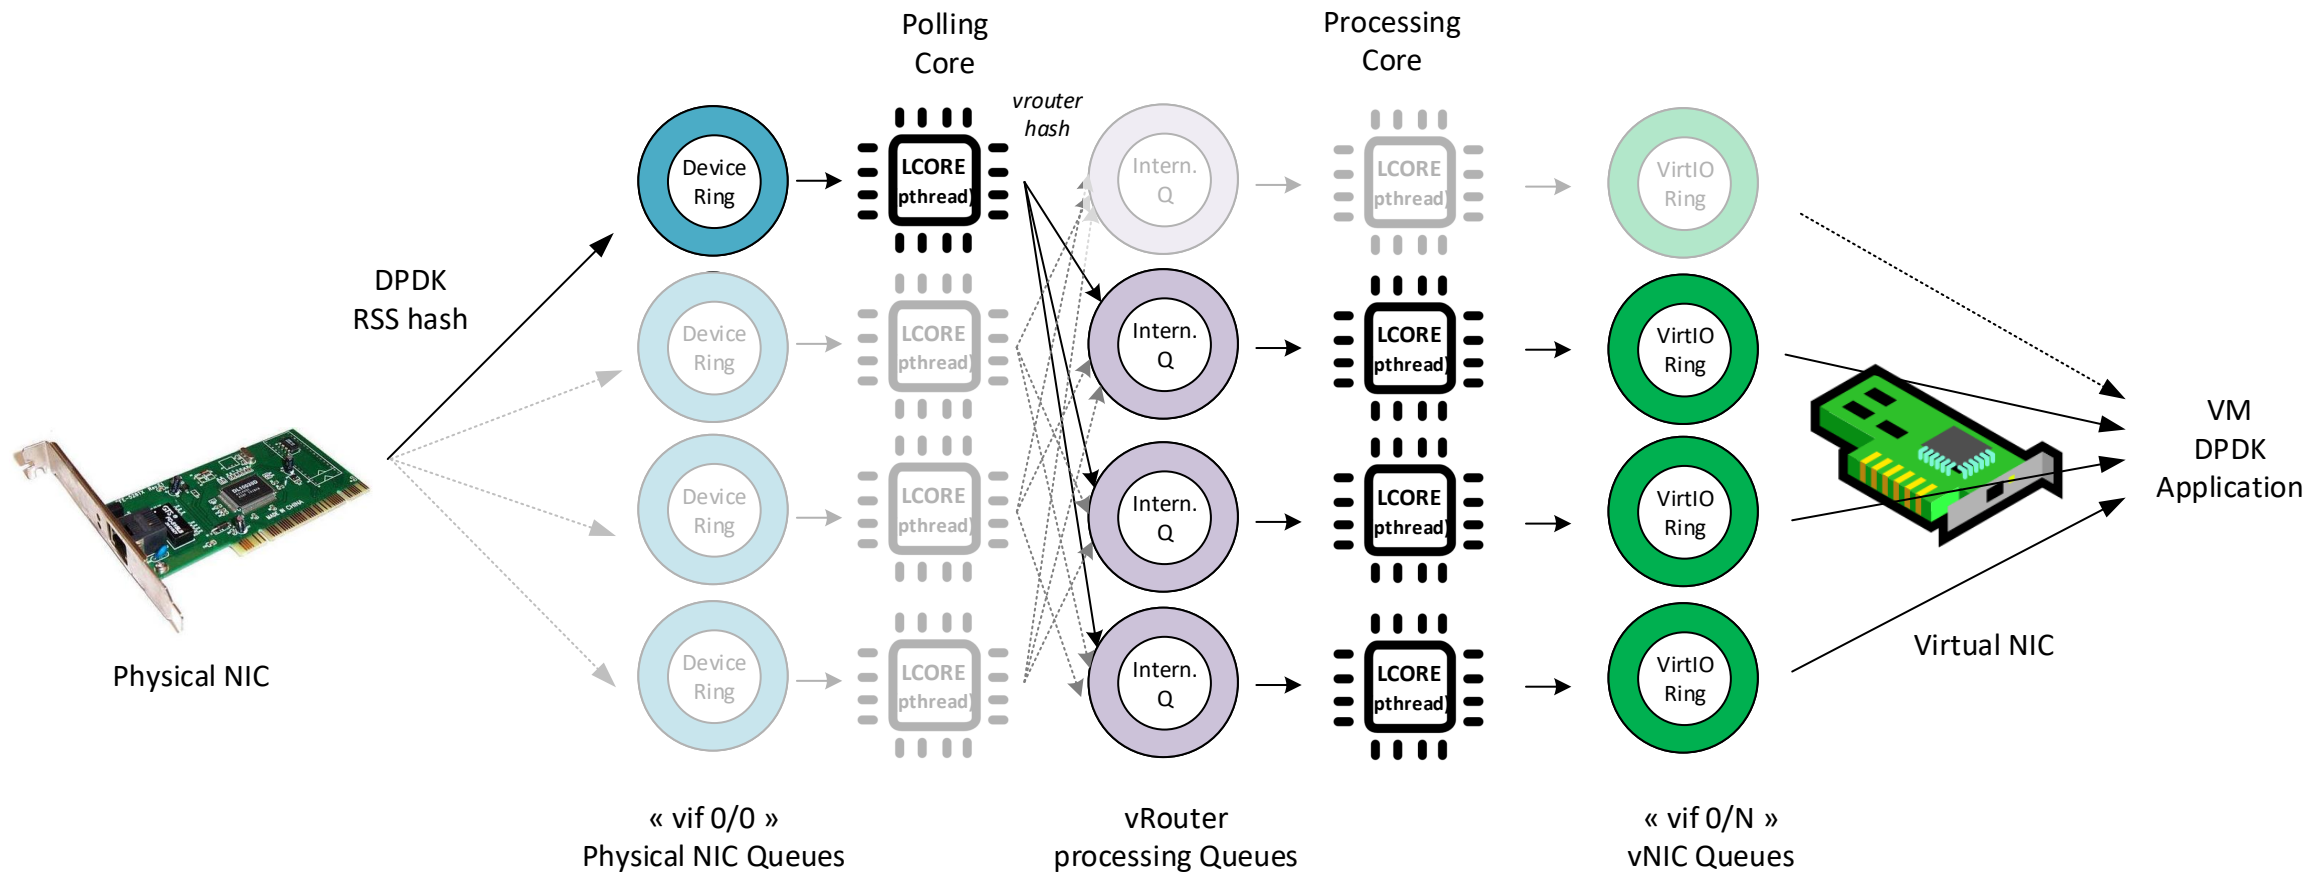 Polling
Core
Processing
Core
vrouter
hash
Device
Ring
LCORE
pthread)
Intern.
Q
LCORE
pthread)
VirtIO
Ring
DPDK
RSS hash
Device
Ring
LCORE
pthread)
Intern.
Q
LCORE
pthread)
VirtIO
Ring
VM
DPDK
Application
Device
Ring
LCORE
pthread)
Intern.
Q
LCORE
pthread)
VirtIO
Ring
Physical NIC
Device
Ring
LCORE
pthread)
Intern.
Q
LCORE
pthread)
VirtIO
Ring
Virtual NIC
« vif 0/0 »
Physical NIC Queues
vRouter
processing Queues
« vif 0/N »
vNIC Queues